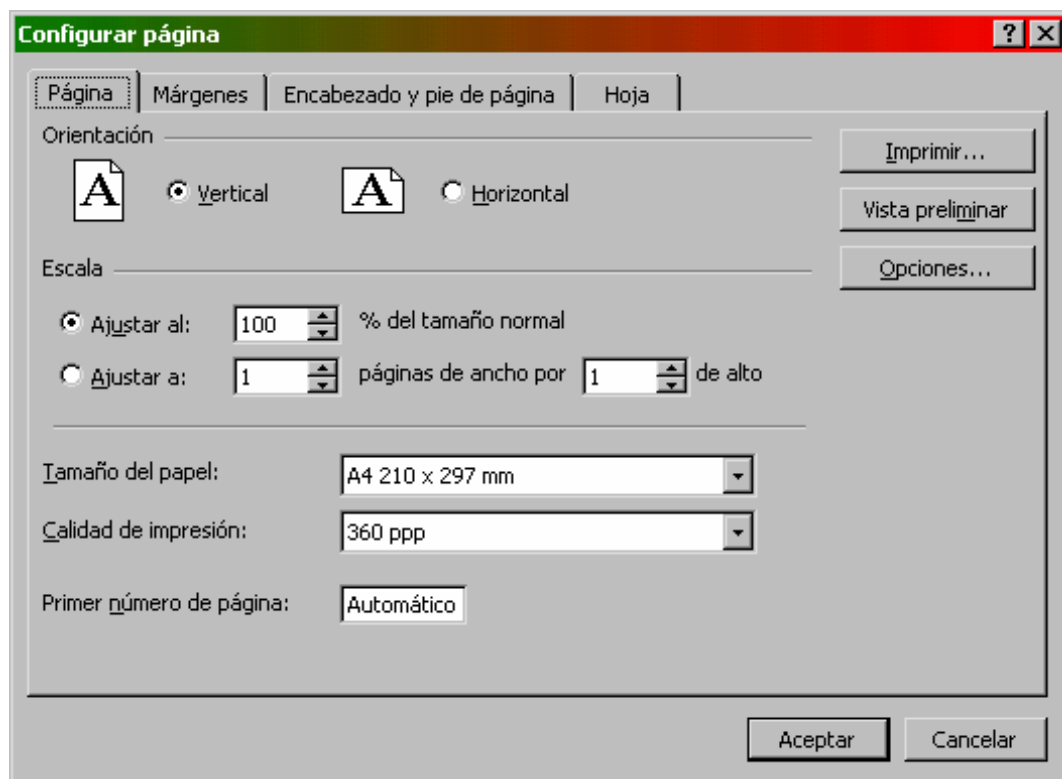 Configurar página
Página Márgenes Encabezado y pie de página Hoja
Orientación
A Vertical A Horizontal
Imprimir...
Vista preliminar
Opciones...
Escala
Ajustar al: 100 % del tamaño normal
Ajustar a: 1 páginas de ancho por 1 de alto
Tamaño del papel: A4 210 x 297 mm
Calidad de impresión: 360 ppp
Primer número de página: Automático
Aceptar Cancelar